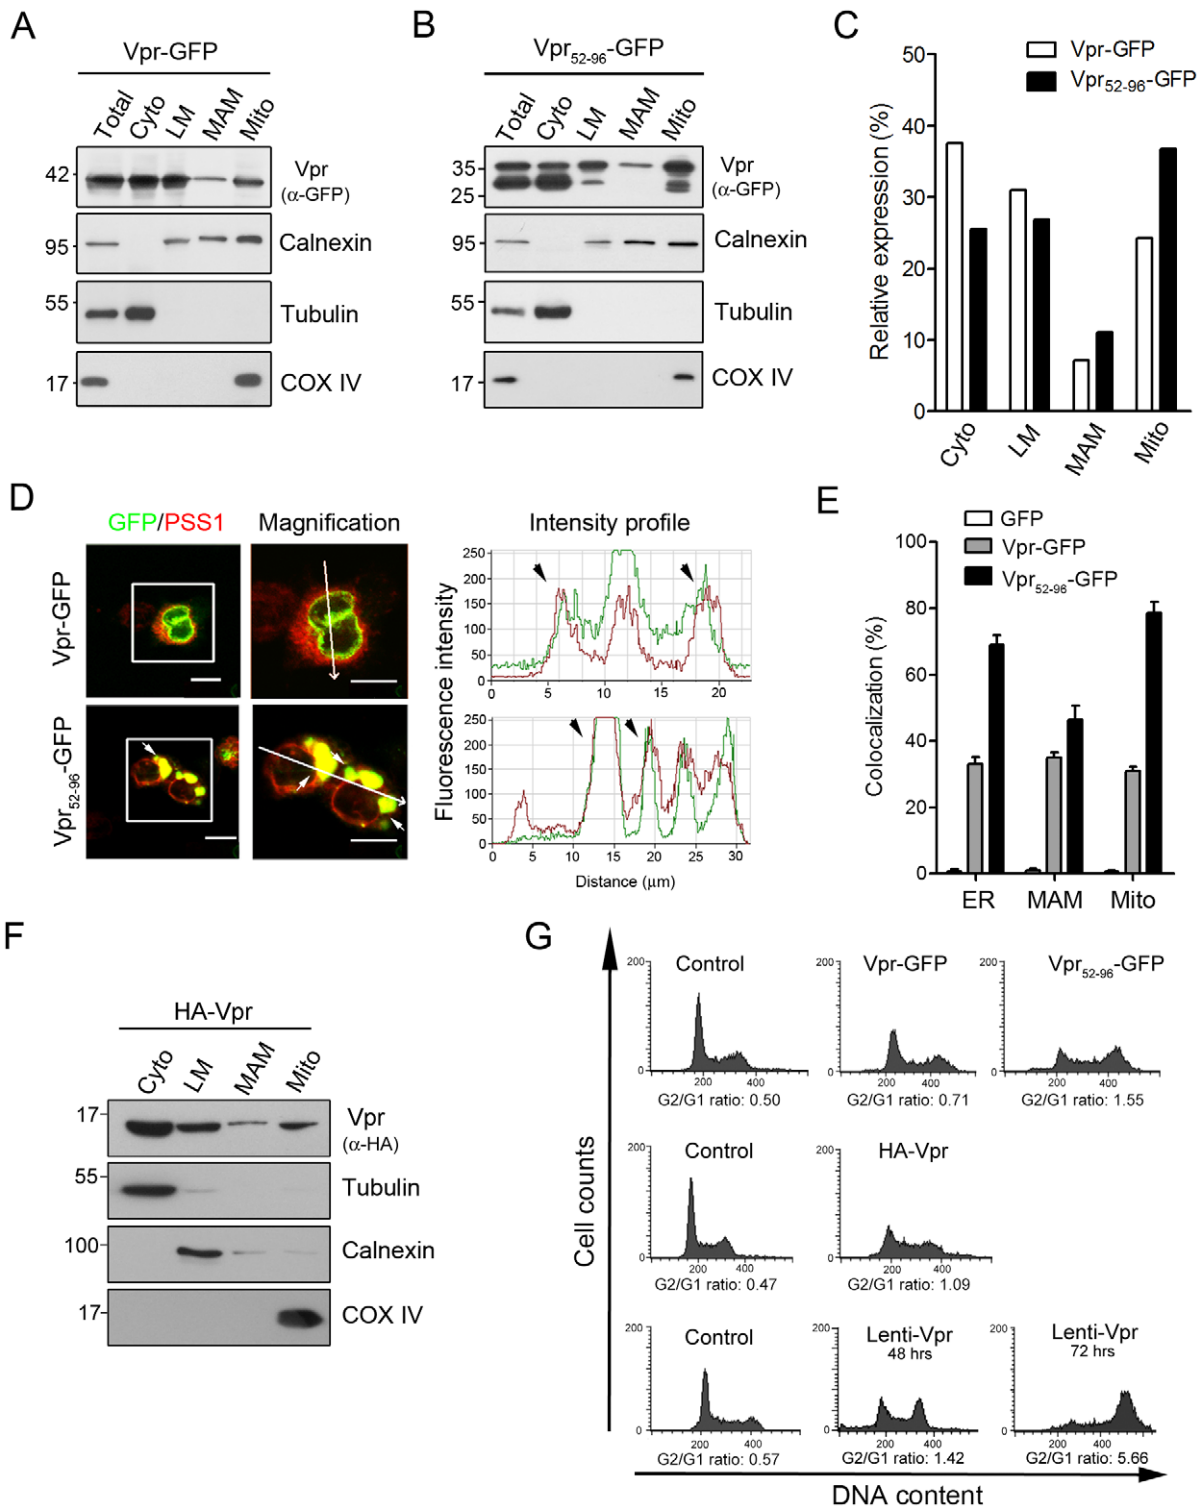 A
Vpr-GFP
Total Cyto LM MAM Mito
42
Vpr
(α-GFP)
95
Calnexin
55
Tubulin
17
COX IV
B
Vpr52-96-GFP
Total Cyto LM MAM Mito
35
25
Vpr
(α-GFP)
95
Calnexin
55
Tubulin
17
COX IV
C
Vpr-GFP
Vpr52-96-GFP
Relative expression (%)
50
40
30
20
10
0
Cyto LM MAM Mito
D
GFP/PSS1
Magnification
Intensity profile
Vpr-GFP
Vpr52-96-GFP
Fluorescence intensity
250
200
150
100
50
0
0 5 10 15 20
250
200
150
100
50
0
0 5 10 15 20 25 30
Distance (μm)
E
GFP
Vpr-GFP
Vpr52-96-GFP
Colocalization (%)
100
80
60
40
20
0
ER MAM Mito
F
HA-Vpr
Cyto LM MAM Mito
17
Vpr
(α-HA)
55
Tubulin
100
Calnexin
17
COX IV
G
Cell counts
Control
200
0
200 400
G2/G1 ratio: 0.50
Vpr-GFP
200
0
200 400
G2/G1 ratio: 0.71
Vpr52-96-GFP
200
0
200 400
G2/G1 ratio: 1.55
Control
200
0
200 400
G2/G1 ratio: 0.47
HA-Vpr
200
0
200 400
G2/G1 ratio: 1.09
Control
200
0
200 400
G2/G1 ratio: 0.57
Lenti-Vpr
48 hrs
200
0
200 400
G2/G1 ratio: 1.42
Lenti-Vpr
72 hrs
200
0
200 400
G2/G1 ratio: 5.66
DNA content